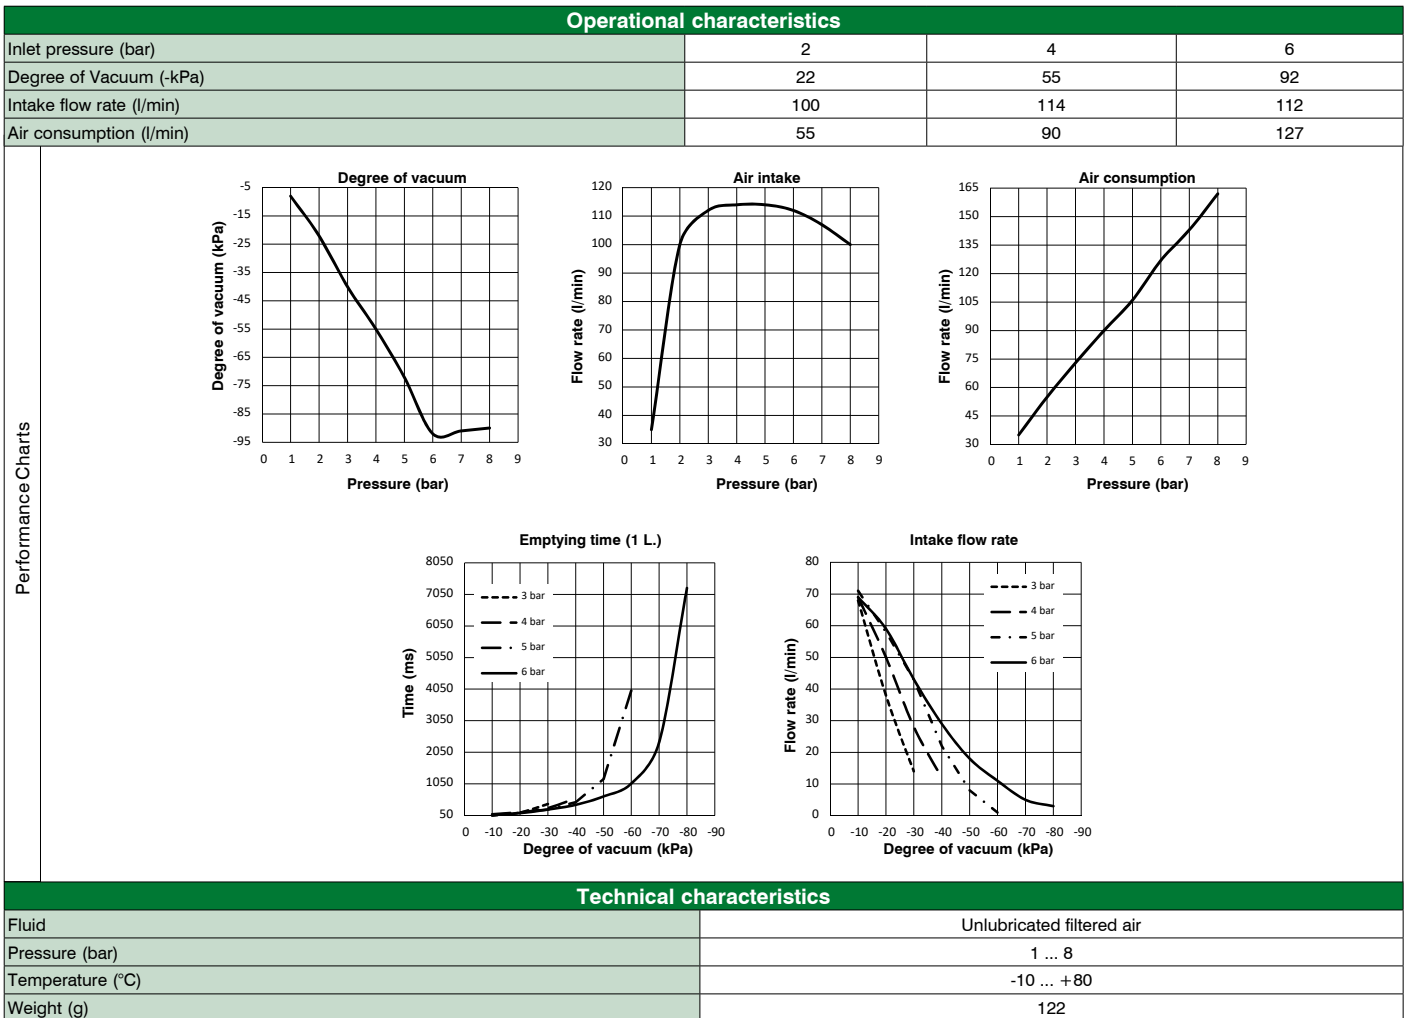 Operational characteristics
Inlet pressure (bar) 2 4 6
Degree of Vacuum (-kPa) 22 55 92
Intake flow rate (l/min) 100 114 112
Air consumption (l/min) 55 90 127
Performance Charts
Degree of vacuum
Degree of vacuum (kPa)
-5
-15
-25
-35
-45
-55
-65
-75
-85
-95
0 1 2 3 4 5 6 7 8 9
Pressure (bar)
Air intake
Flow rate (l/min)
120
110
100
90
80
70
60
50
40
30
0 1 2 3 4 5 6 7 8 9
Pressure (bar)
Air consumption
Flow rate (l/min)
165
150
135
120
105
90
75
60
45
30
0 1 2 3 4 5 6 7 8 9
Pressure (bar)
Emptying time (1 L.)
Time (ms)
8050
7050
6050
5050
4050
3050
2050
1050
50
3 bar
4 bar
5 bar
6 bar
0 -10 -20 -30 -40 -50 -60 -70 -80 -90
Degree of vacuum (kPa)
Intake flow rate
Flow rate (l/min)
80
70
60
50
40
30
20
10
0
3 bar
4 bar
5 bar
6 bar
0 -10 -20 -30 -40 -50 -60 -70 -80 -90
Degree of vacuum (kPa)
Technical characteristics
Fluid Unlubricated filtered air
Pressure (bar) 1 ... 8
Temperature (°C) -10 ... +80
Weight (g) 122